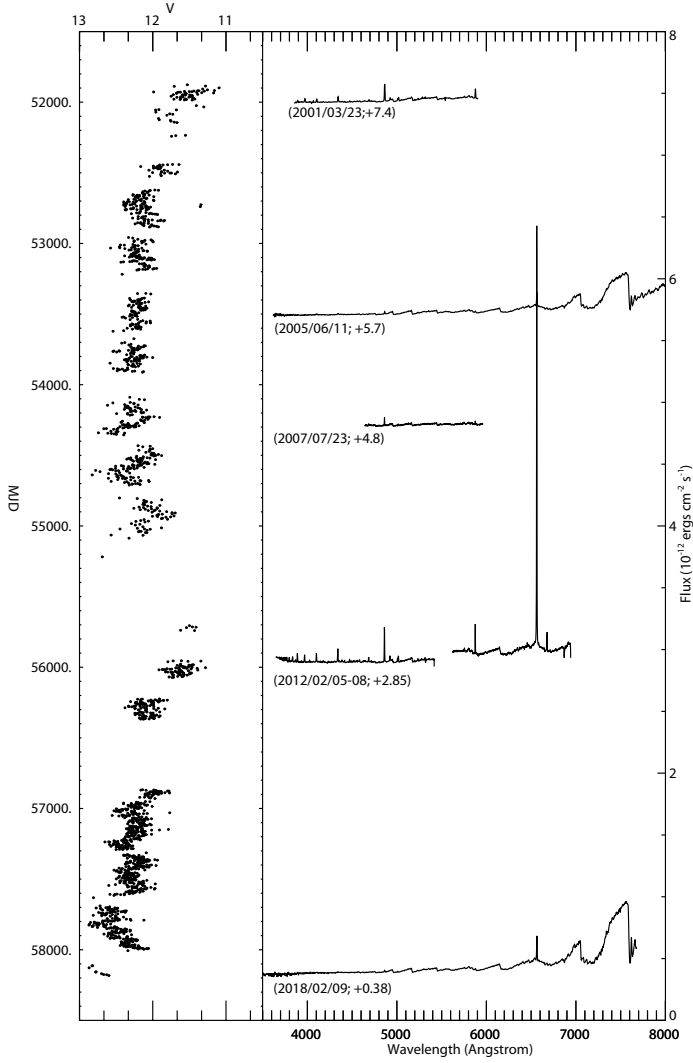 V
13 12 11
8
52000.
(2001/03/23;+7.4)
53000.
6
(2005/06/11; +5.7)
54000.
(2007/07/23; +4.8)
MJD
Flux (10⁻¹² ergs cm⁻² s⁻¹)
55000.
4
56000.
(2012/02/05-08; +2.85)
2
57000.
58000.
(2018/02/09; +0.38)
0
4000 5000 6000 7000 8000
Wavelength (Angstrom)